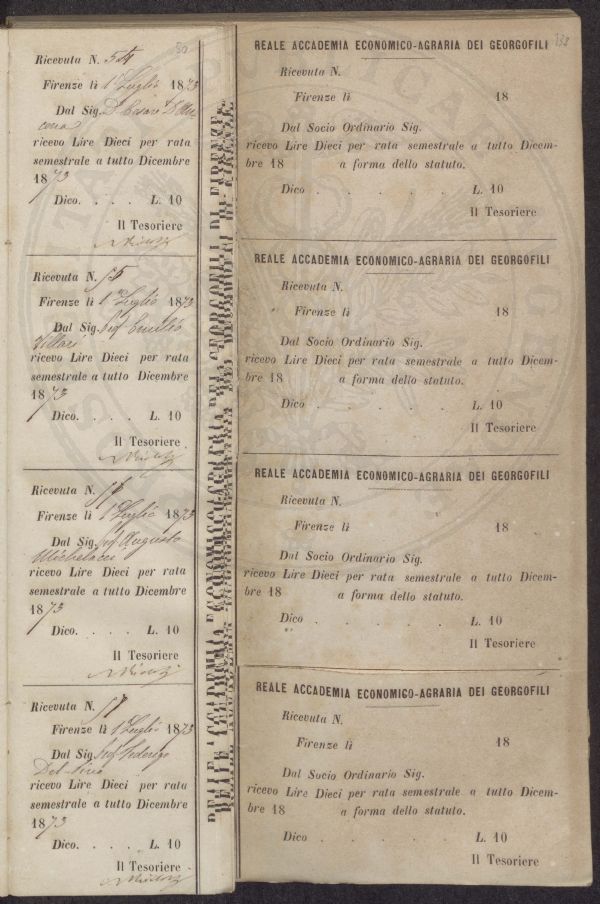 Ricevuta N. 54
Firenze lì 1° Luglio 1873
Dal Sig. D. Cesare D'An
cona
ricevo Lire Dieci per rata
semestrale a tutto Dicembre
1873
Dico. . . . L. 10
Il Tesoriere
Ricevuta N.
Firenze lì 1° Luglio 1873
Dal Sig. Emilio
Villari
ricevo Lire Dieci per rata
semestrale a tutto Dicembre
1873
Dico. . . . L. 10
Il Tesoriere
Ricevuta N.
Firenze lì 1° Luglio 1873
Dal Sig. Augusto
Michelacci
ricevo Lire Dieci per rata
semestrale a tutto Dicembre
1873
Dico. . . . L. 10
Il Tesoriere
Ricevuta N.
Firenze lì 1° Luglio 1873
Dal Sig. Federigo
Del
ricevo Lire Dieci per rata
semestrale a tutto Dicembre
1873
Dico. . . . L. 10
Il Tesoriere
REALE ACCADEMIA ECONOMICO-AGRARIA DEI GEORGOFILI
Ricevuta N.
Firenze lì 18
Dal Socio Ordinario Sig.
ricevo Lire Dieci per rata semestrale a tutto Dicem-
bre 18 a forma dello statuto.
Dico . . . . . L. 10
Il Tesoriere
REALE ACCADEMIA ECONOMICO-AGRARIA DEI GEORGOFILI
Ricevuta N.
Firenze lì 18
Dal Socio Ordinario Sig.
ricevo Lire Dieci per rata semestrale a tutto Dicem-
bre 18 a forma dello statuto.
Dico . . . . . L. 10
Il Tesoriere
REALE ACCADEMIA ECONOMICO-AGRARIA DEI GEORGOFILI
Ricevuta N.
Firenze lì 18
Dal Socio Ordinario Sig.
ricevo Lire Dieci per rata semestrale a tutto Dicem-
bre 18 a forma dello statuto.
Dico . . . . . L. 10
Il Tesoriere
REALE ACCADEMIA ECONOMICO-AGRARIA DEI GEORGOFILI
Ricevuta N.
Firenze lì 18
Dal Socio Ordinario Sig.
ricevo Lire Dieci per rata semestrale a tutto Dicem-
bre 18 a forma dello statuto.
Dico . . . . . L. 10
Il Tesoriere